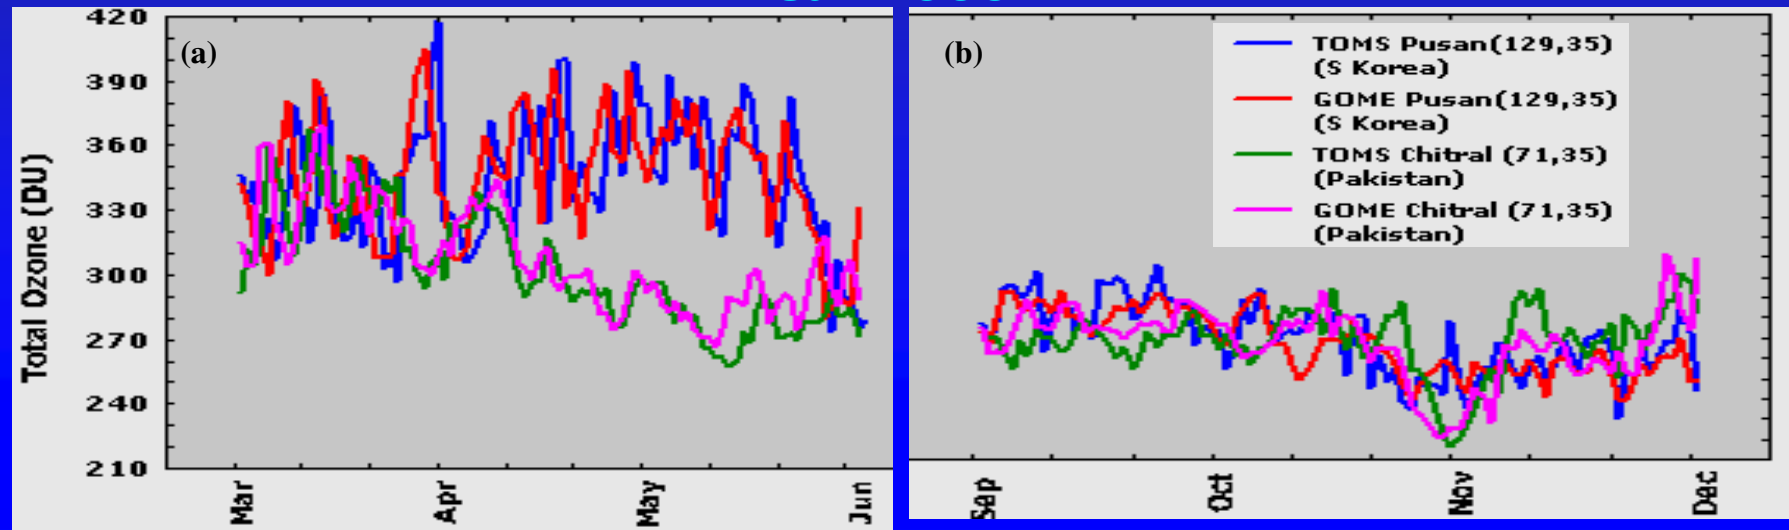 (a)
Total Ozone (DU)
420
390
360
330
300
270
240
210
Mar
Apr
May
Jun
(b)
TOMS Pusan(129,35)
(S Korea)
GOME Pusan(129,35)
(S Korea)
TOMS Chitral (71,35)
(Pakistan)
GOME Chitral (71,35)
(Pakistan)
Sep
Oct
Nov
Dec